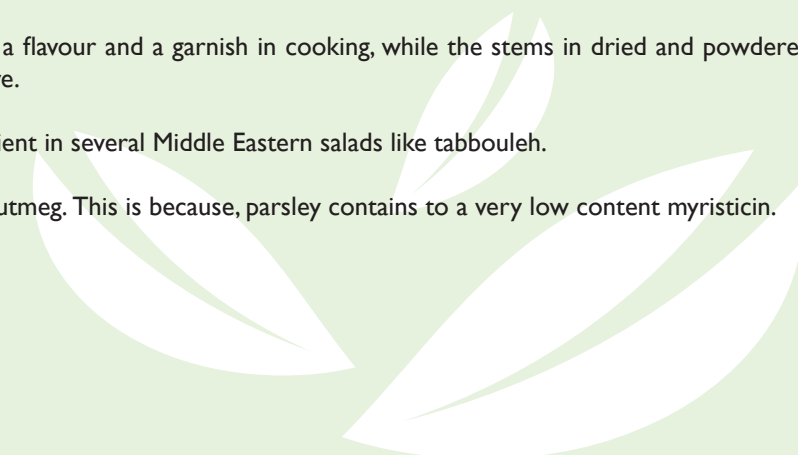 a flavour and a garnish in cooking, while the stems in dried and powdere
e.
ient in several Middle Eastern salads like tabbouleh.
utmeg. This is because, parsley contains to a very low content myristicin.